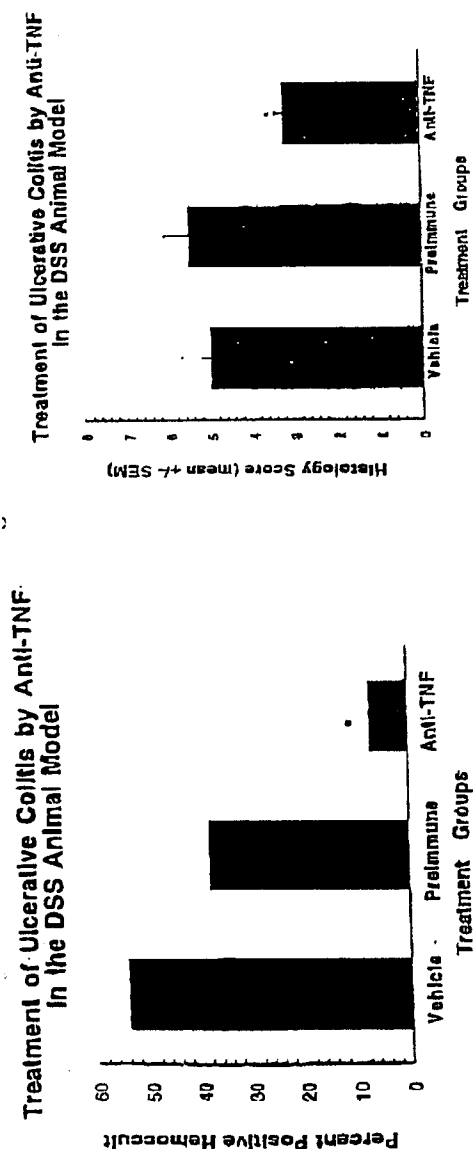 Treatment of Ulcerative Colitis by Anti-TNF
In the DSS Animal Model
Percent Positive Hemoccult
60
50
40
30
20
10
0
Vehicle - Preimmune Anti-TNF
Treatment Groups
Treatment of Ulcerative Colitis by Anti-TNF
In the DSS Animal Model
Histology Score (mean +/- SEM)
8
7
6
5
4
3
2
1
0
Vehicle Preimmune Anti-TNF
Treatment Groups